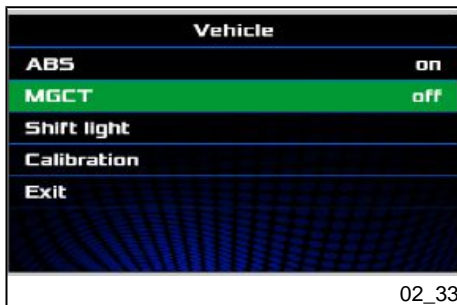 Vehicle
ABS on
MGCT off
Shift light
Calibration
Exit
02_33